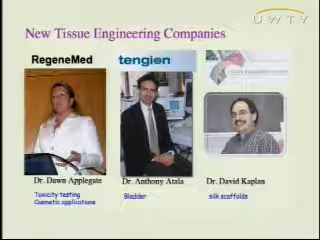 UWTV
New Tissue Engineering Companies
RegeneMed
tengion
Dr. Dawn Applegate
Dr. Anthony Atala
Dr. David Kaplan
Toxicity testing
Cosmetic applications
Bladder
silk scaffolds